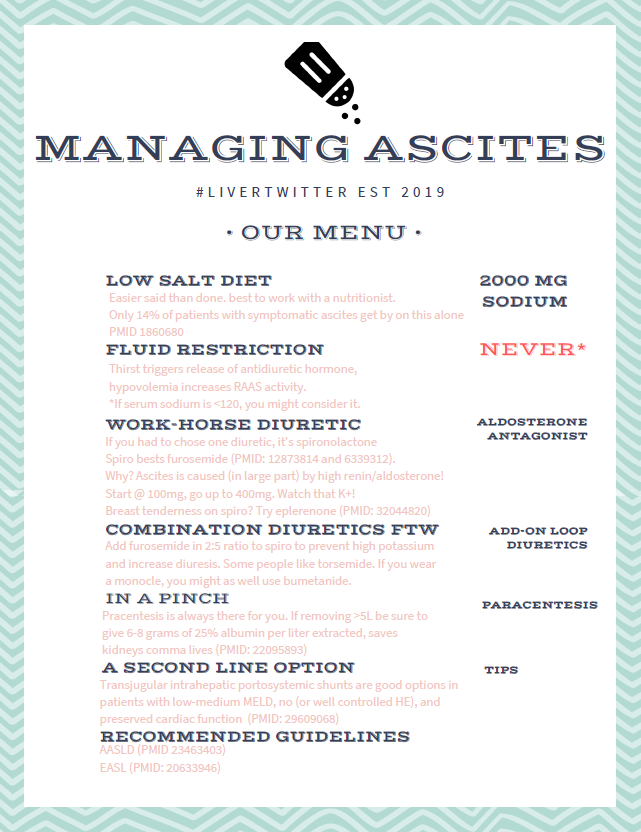 MANAGING ASCITES
#LIVERTWITTER EST 2019
• OUR MENU •
LOW SALT DIET
2000 MG
SODIUM
Easier said than done. best to work with a nutritionist.
Only 14% of patients with symptomatic ascites get by on this alone
PMID 1860680
FLUID RESTRICTION
NEVER*
Thirst triggers release of antidiuretic hormone,
hypovolemia increases RAAS activity.
*If serum sodium is <120, you might consider it.
WORK-HORSE DIURETIC
ALDOSTERONE
ANTAGONIST
If you had to chose one diuretic, it's spironolactone
Spiro bests furosemide (PMID: 12873814 and 6339312).
Why? Ascites is caused (in large part) by high renin/aldosterone!
Start @ 100mg, go up to 400mg. Watch that K+!
Breast tenderness on spiro? Try eplerenone (PMID: 32044820)
COMBINATION DIURETICS FTW
ADD-ON LOOP
DIURETICS
Add furosemide in 2:5 ratio to spiro to prevent high potassium
and increase diuresis. Some people like torsemide. If you wear
a monocle, you might as well use bumetanide.
IN A PINCH
PARACENTESIS
Pracentesis is always there for you. If removing >5L be sure to
give 6-8 grams of 25% albumin per liter extracted, saves
kidneys comma lives (PMID: 22095893)
A SECOND LINE OPTION
TIPS
Transjugular intrahepatic portosystemic shunts are good options in
patients with low-medium MELD, no (or well controlled HE), and
preserved cardiac function (PMID: 29609068)
RECOMMENDED GUIDELINES
AASLD (PMID 23463403)
EASL (PMID: 20633946)